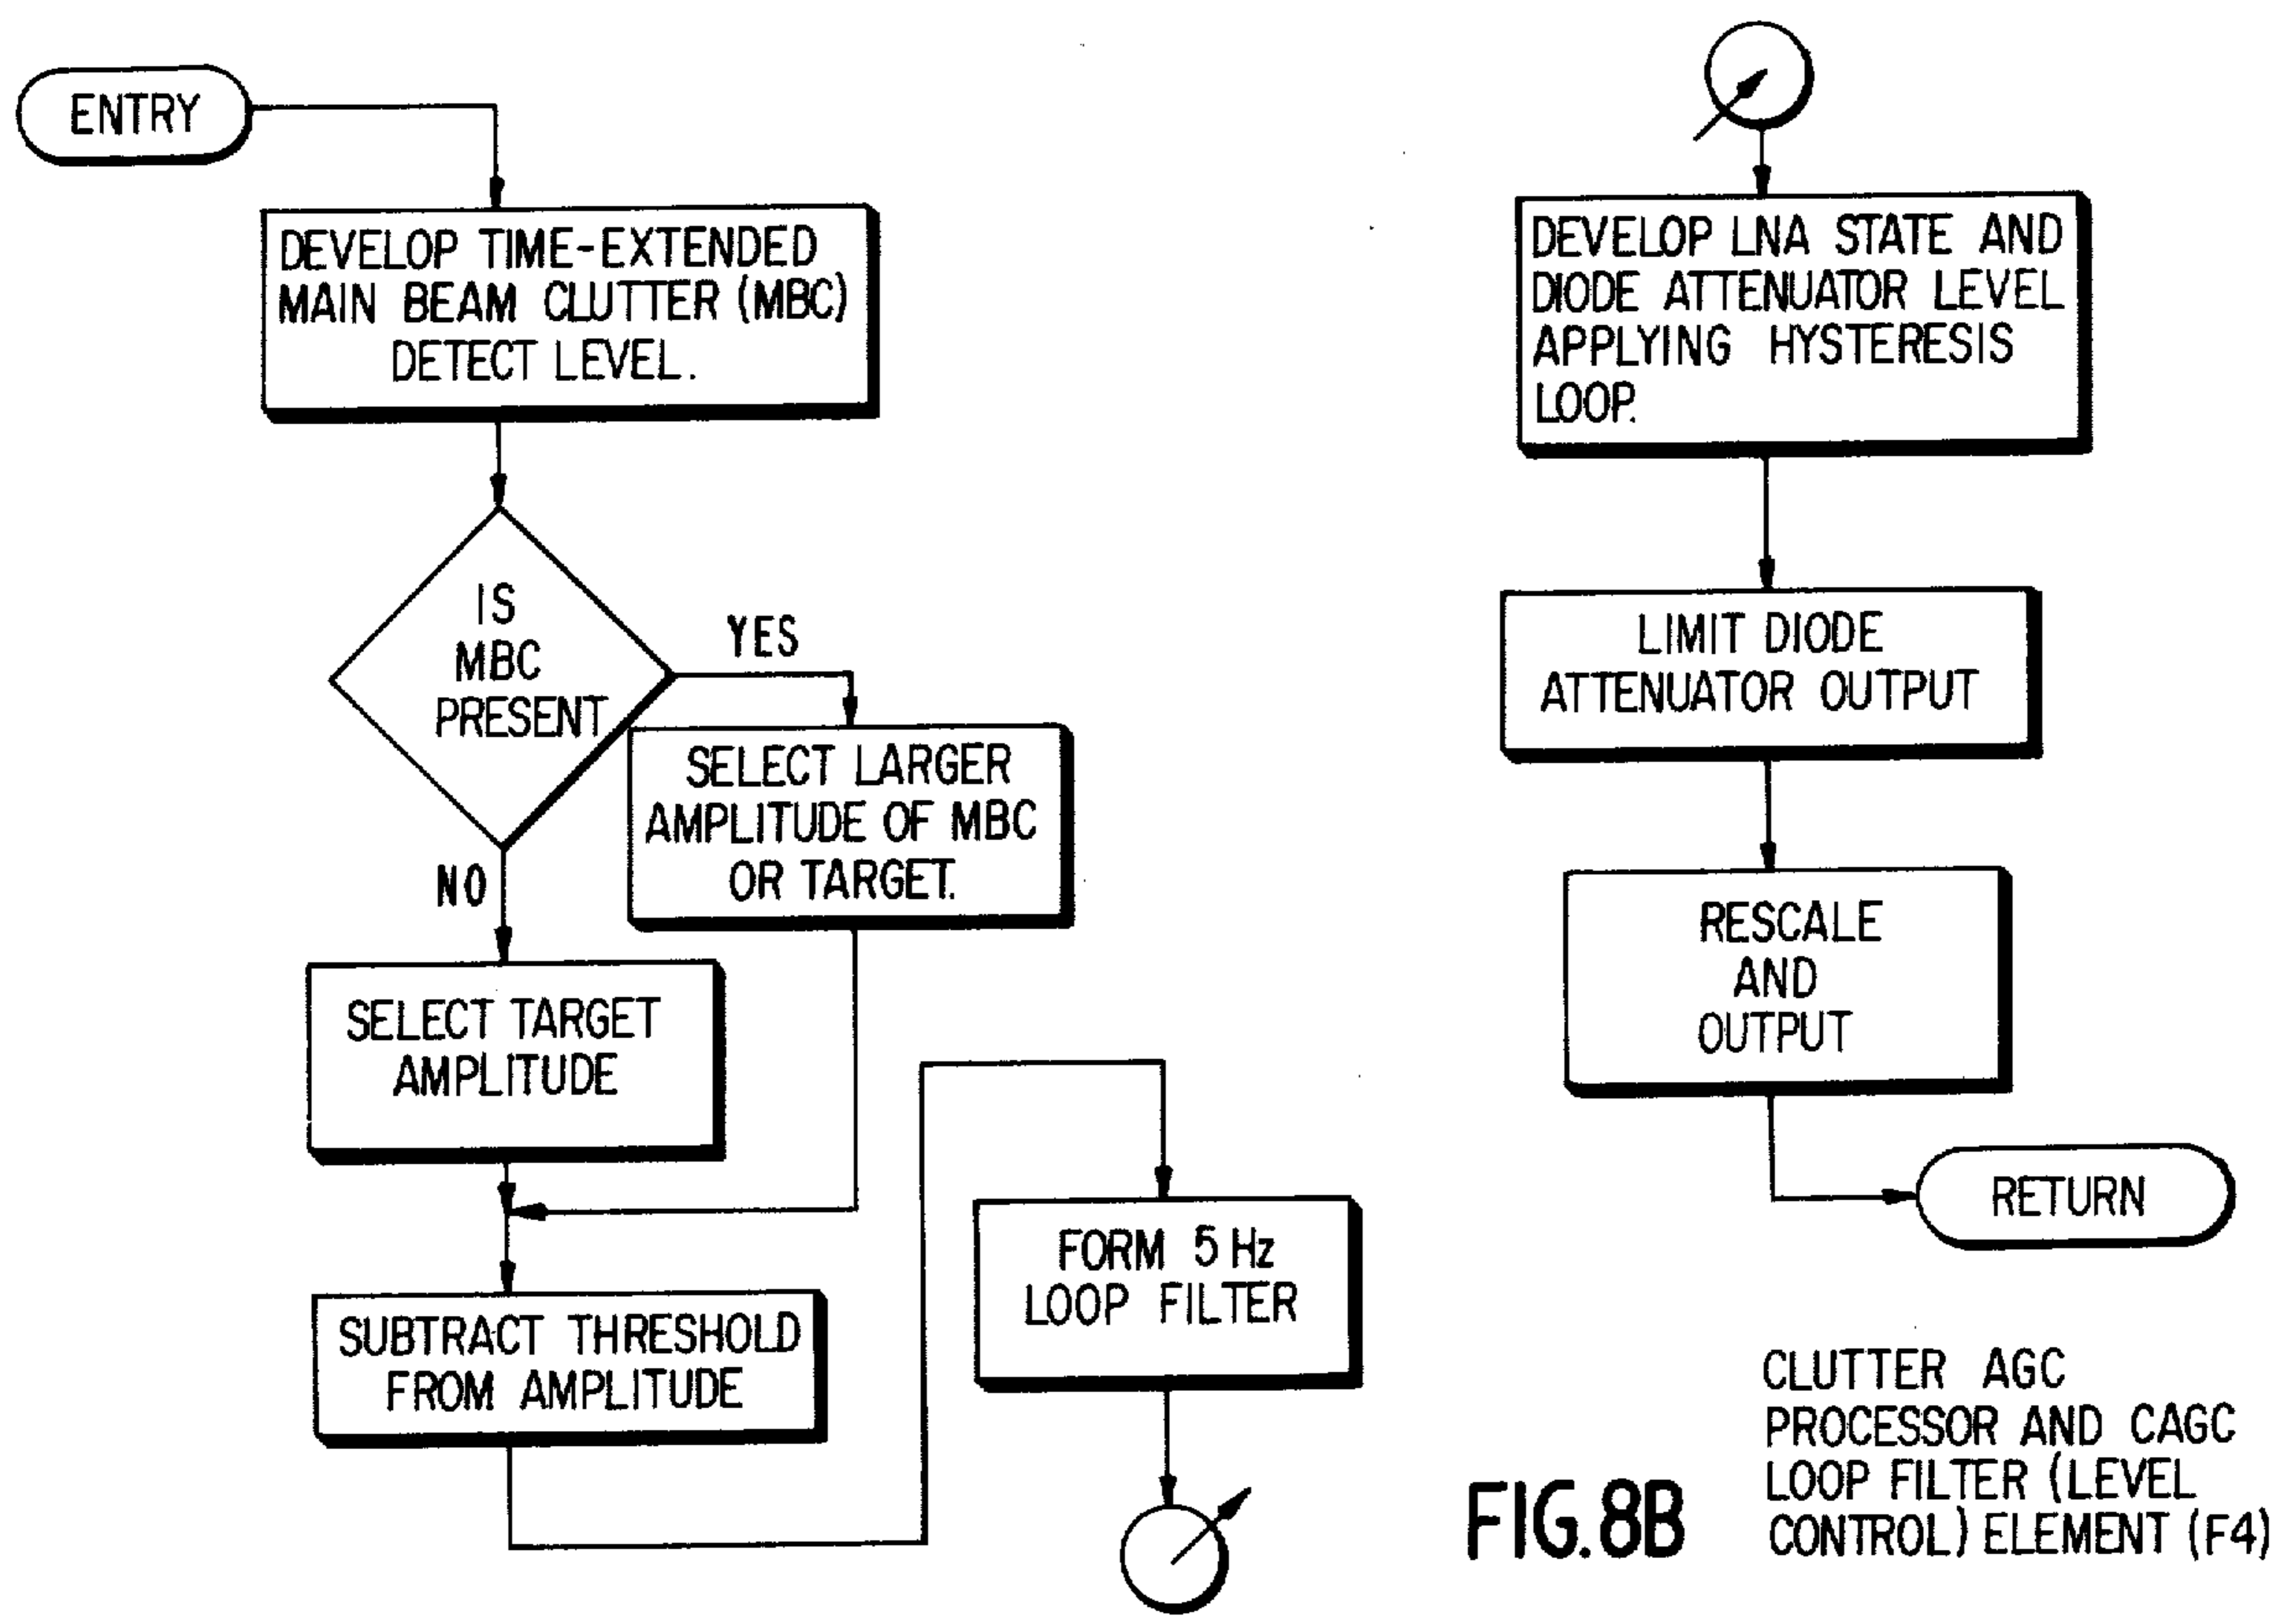 ENTRY
DEVELOP TIME-EXTENDED
MAIN BEAM CLUTTER (MBC)
DETECT LEVEL.
IS
MBC
PRESENT
YES
NO
SELECT LARGER
AMPLITUDE OF MBC
OR TARGET.
SELECT TARGET
AMPLITUDE
SUBTRACT THRESHOLD
FROM AMPLITUDE
FORM 5 Hz
LOOP FILTER
DEVELOP LNA STATE AND
DIODE ATTENUATOR LEVEL
APPLYING HYSTERESIS
LOOP.
LIMIT DIODE
ATTENUATOR OUTPUT
RESCALE
AND
OUTPUT
RETURN
FIG. 8B
CLUTTER AGC
PROCESSOR AND CAGC
LOOP FILTER (LEVEL
CONTROL) ELEMENT (F4)